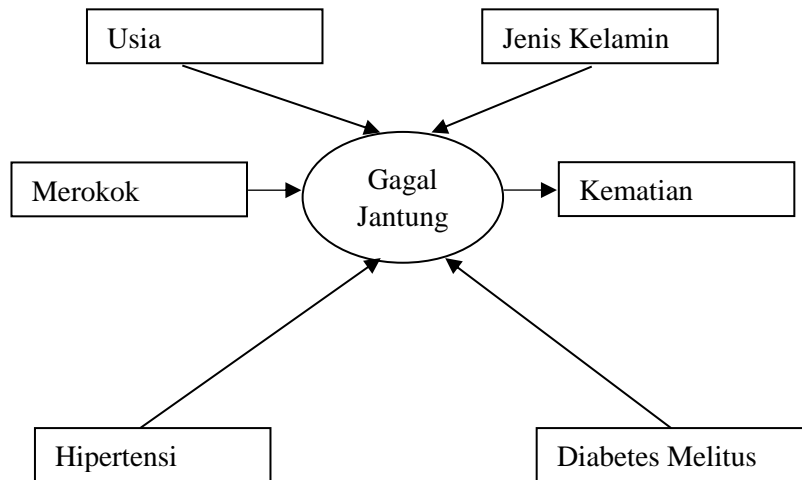 Usia
Jenis Kelamin
Merokok
Gagal
Jantung
Kematian
Hipertensi
Diabetes Melitus